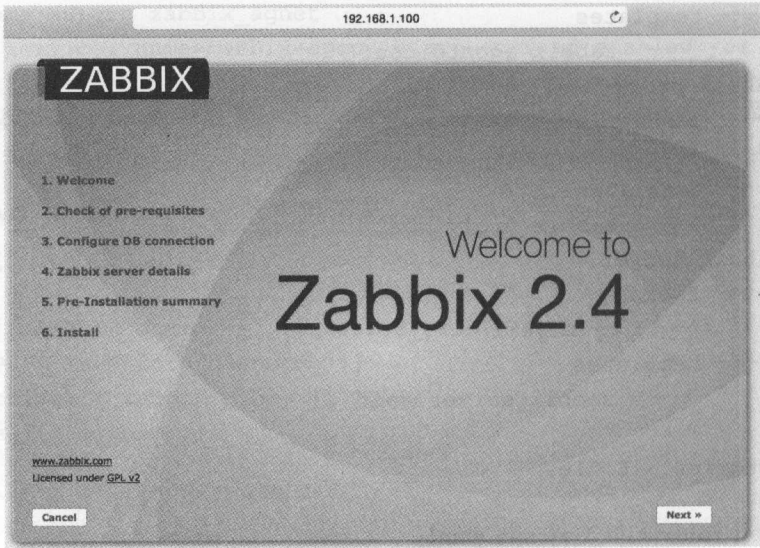 192.168.1.100
ZABBIX
1. Welcome
2. Check of pre-requisites
3. Configure DB connection
4. Zabbix server details
5. Pre-Installation summary
6. Install
Welcome to
Zabbix 2.4
www.zabbix.com
Licensed under GPL v2
Cancel
Next »